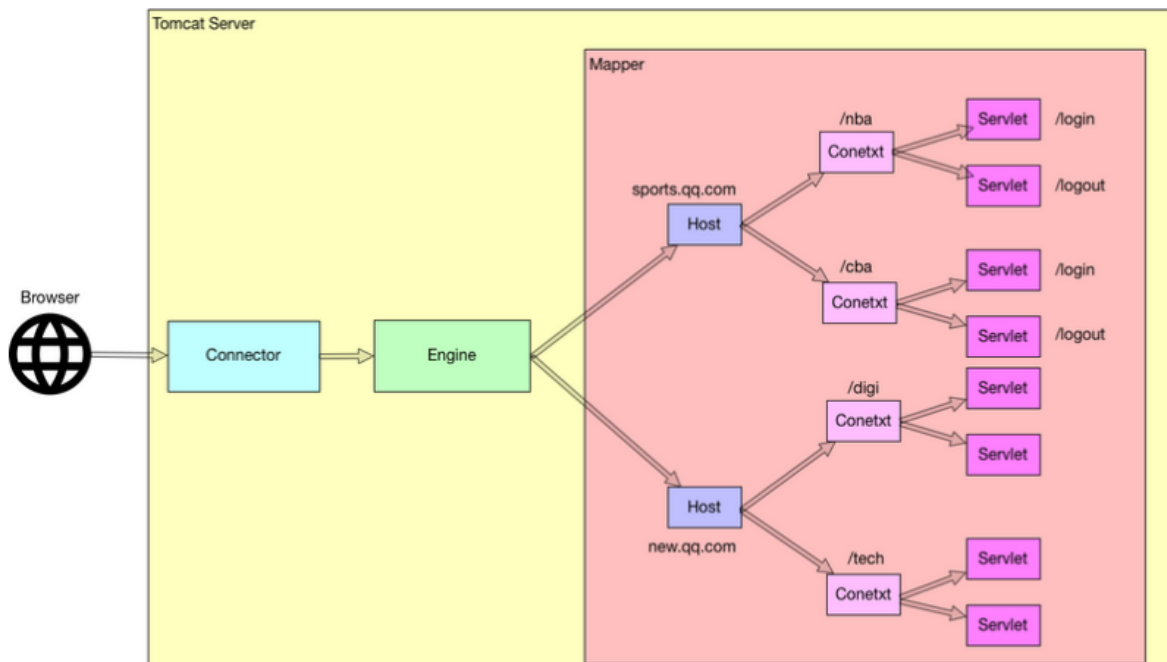 Tomcat Server
Mapper
/nba
Servlet
/login
Conetxt
Servlet
/logout
sports.qq.com
Host
/cba
Servlet
/login
Conetxt
Servlet
/logout
Browser
Connector
Engine
/digi
Servlet
Conetxt
Servlet
Host
new.qq.com
/tech
Servlet
Conetxt
Servlet